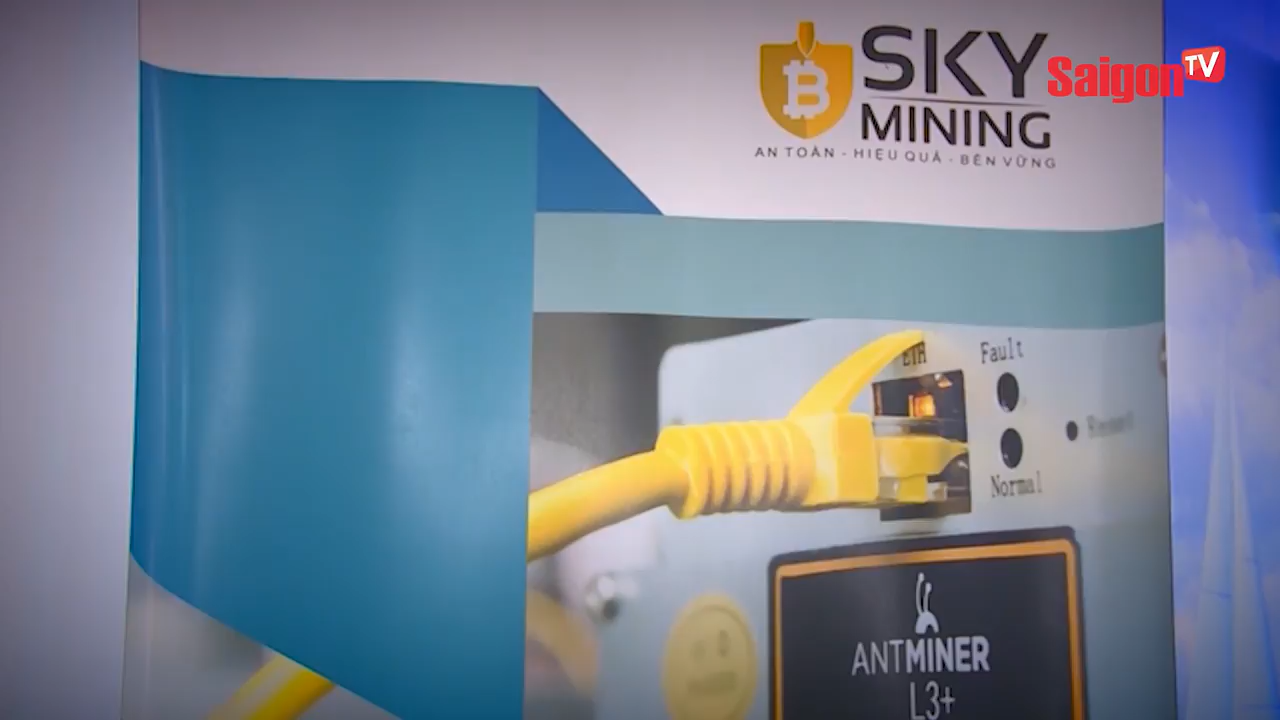 SKY
MINING
AN TOÀN - HIỆU QUẢ - BỀN VỮNG
Saigon TV
ETH
Fault
Normal
ANTMINER
L3+